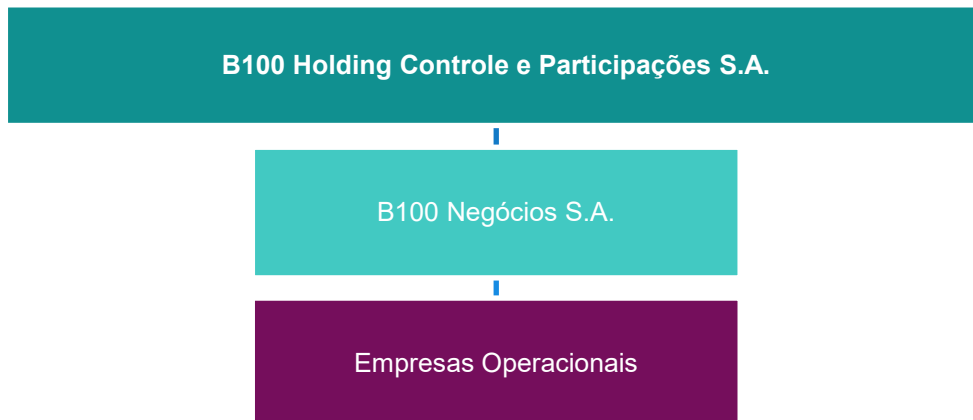 B100 Holding Controle e Participações S.A.
B100 Negócios S.A.
Empresas Operacionais